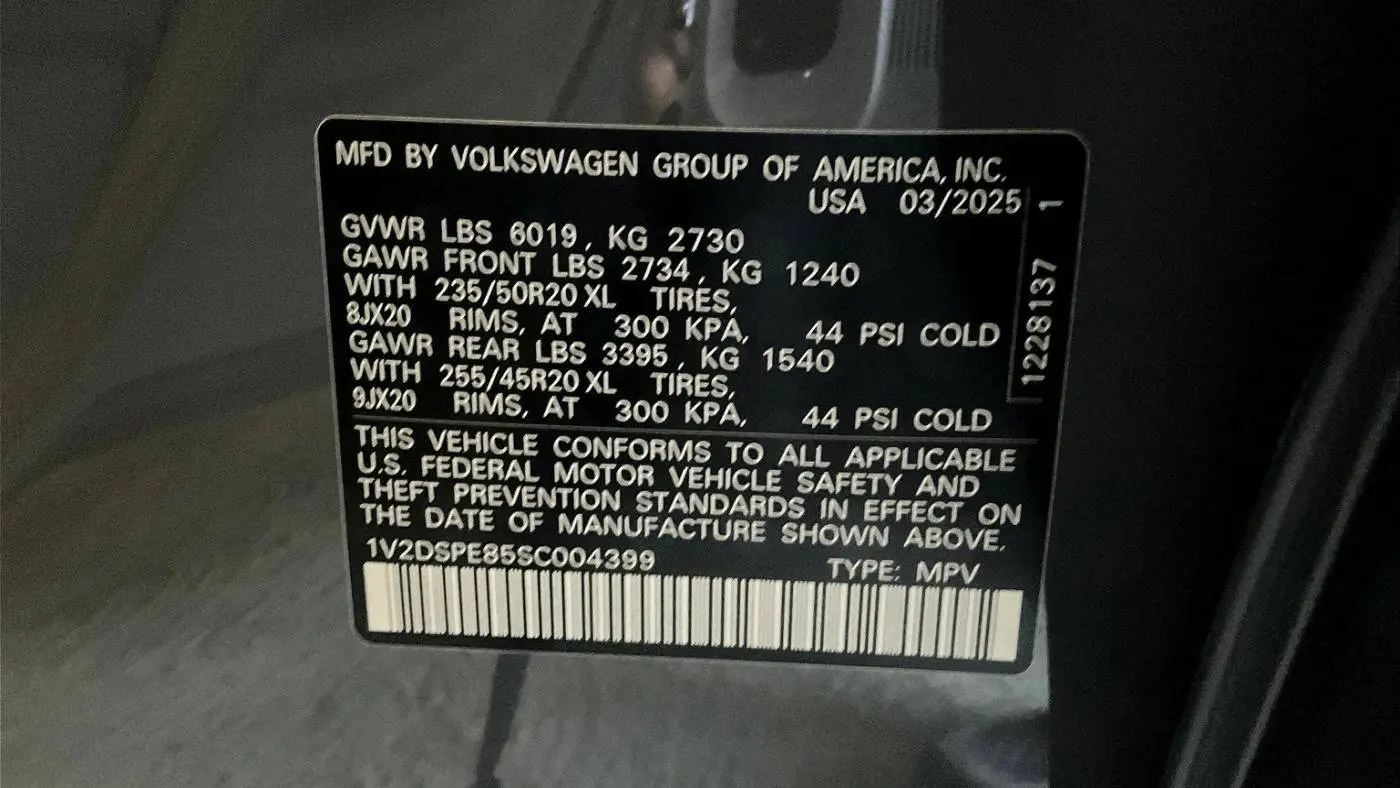 MFD BY VOLKSWAGEN GROUP OF AMERICA, INC.
USA 03/2025
GVWR LBS 6019, KG 2730
GAWR FRONT LBS 2734, KG 1240
WITH 235/50R20 XL TIRES,
8JX20 RIMS, AT 300 KPA, 44 PSI COLD
GAWR REAR LBS 3395, KG 1540
WITH 255/45R20 XL TIRES,
9JX20 RIMS, AT 300 KPA, 44 PSI COLD
1228137 1
THIS VEHICLE CONFORMS TO ALL APPLICABLE
U.S. FEDERAL MOTOR VEHICLE SAFETY AND
THEFT PREVENTION STANDARDS IN EFFECT ON
THE DATE OF MANUFACTURE SHOWN ABOVE.
1V2DSPE85SC004399 TYPE: MPV